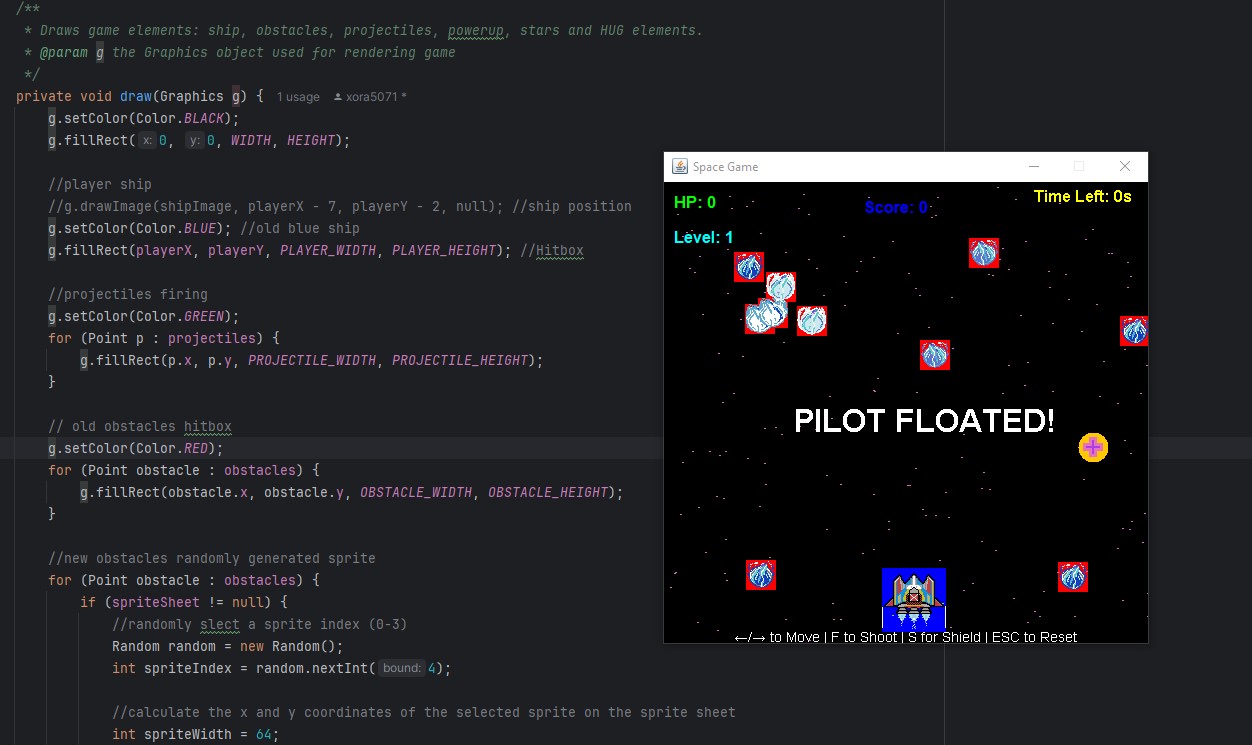 /**
 * Draws game elements: ship, obstacles, projectiles, powerup, stars and HUG elements.
 * @param g the Graphics object used for rendering game
 */
private void draw(Graphics g) { 1 usage xora5071 *
g.setColor(Color.BLACK);
g.fillRect( x: 0, y: 0, WIDTH, HEIGHT);
//player ship
//g.drawImage(shipImage, playerX - 7, playerY - 2, null); //ship position
g.setColor(Color.BLUE); //old blue ship
g.fillRect(playerX, playerY, PLAYER_WIDTH, PLAYER_HEIGHT); //Hitbox
//projectiles firing
g.setColor(Color.GREEN);
for (Point p : projectiles) {
g.fillRect(p.x, p.y, PROJECTILE_WIDTH, PROJECTILE_HEIGHT);
}
// old obstacles hitbox
g.setColor(Color.RED);
for (Point obstacle : obstacles) {
g.fillRect(obstacle.x, obstacle.y, OBSTACLE_WIDTH, OBSTACLE_HEIGHT);
}
//new obstacles randomly generated sprite
for (Point obstacle : obstacles) {
if (spriteSheet != null) {
//randomly slect a sprite index (0-3)
Random random = new Random();
int spriteIndex = random.nextInt( bound: 4);
//calculate the x and y coordinates of the selected sprite on the sprite sheet
int spriteWidth = 64;
Space Game
HP: 0
Score: 0
Time Left: 0s
Level: 1
PILOT FLOATED!
←/→ to Move | F to Shoot | S for Shield | ESC to Reset